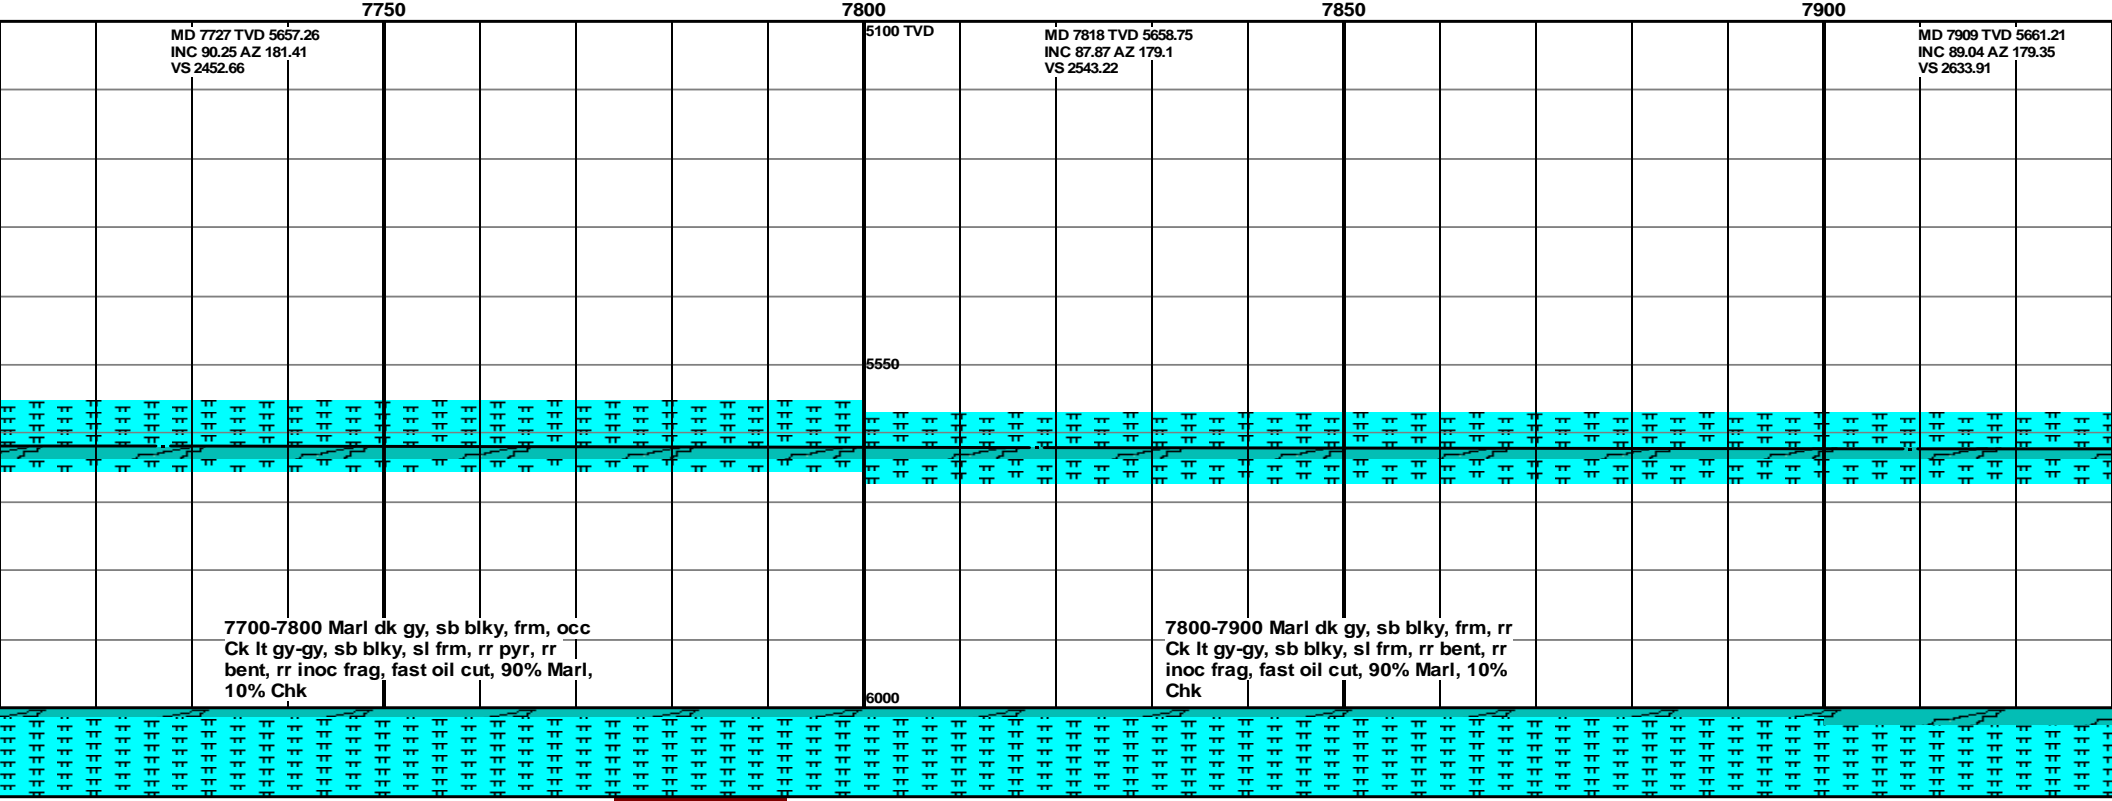 7750
7800
7850
7900
MD 7727 TVD 5657.26
INC 90.25 AZ 181.41
VS 2452.66
5100 TVD
MD 7818 TVD 5658.75
INC 87.87 AZ 179.1
VS 2543.22
MD 7909 TVD 5661.21
INC 89.04 AZ 179.35
VS 2633.91
5550
7700-7800 Marl dk gy, sb blky, frm, occ
Ck lt gy-gy, sb blky, sl frm, rr pyr, rr
bent, rr inoc frag, fast oil cut, 90% Marl,
10% Chk
7800-7900 Marl dk gy, sb blky, frm, rr
Ck lt gy-gy, sb blky, sl frm, rr bent, rr
inoc frag, fast oil cut, 90% Marl, 10%
Chk
6000